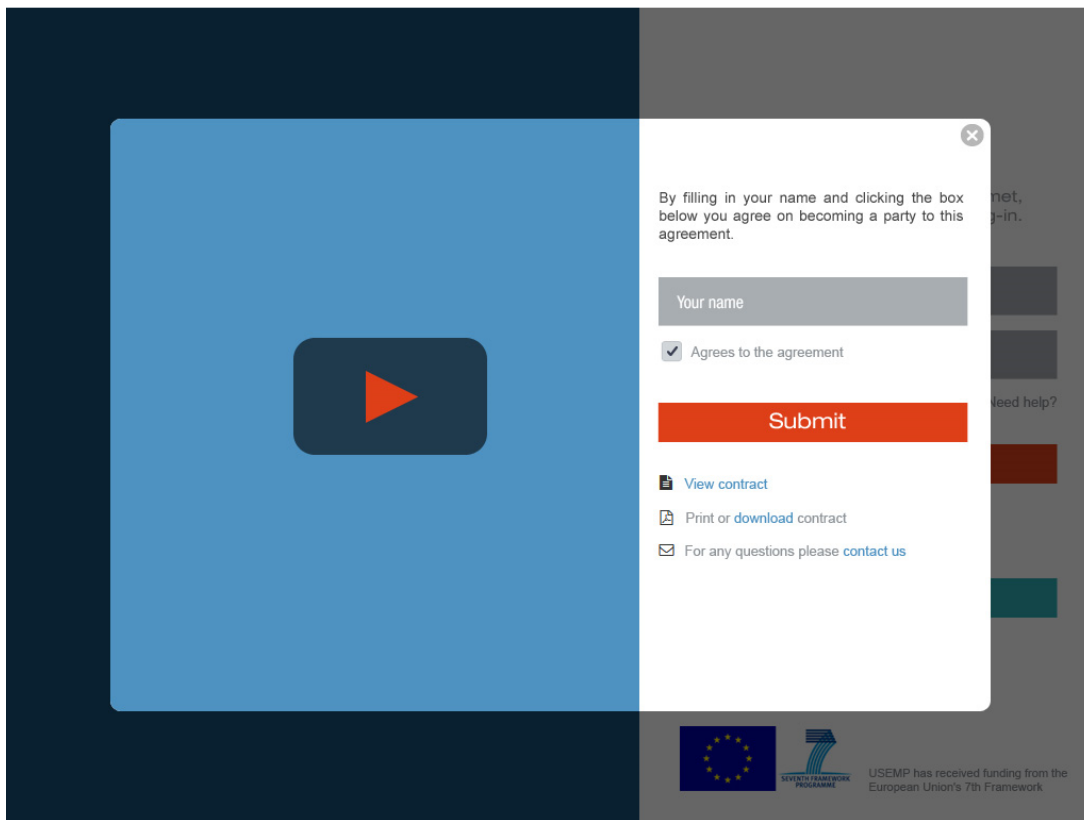 By filling in your name and clicking the box
below you agree on becoming a party to this
agreement.
Your name
Agrees to the agreement
Submit
View contract
Print or download contract
For any questions please contact us
Need help?
SEVENTH FRAMEWORK
PROGRAMME
USEMP has received funding from the
European Union's 7th Framework